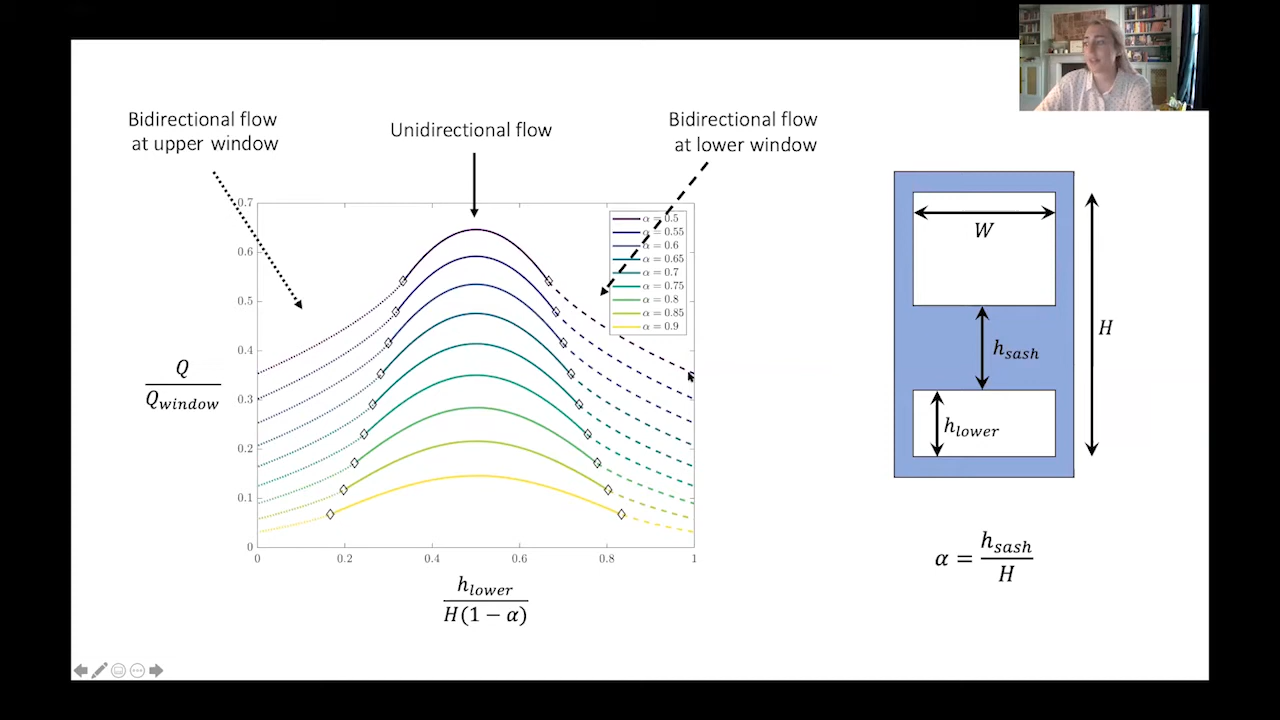 Bidirectional flow
at upper window
Unidirectional flow
Bidirectional flow
at lower window
0.7
0.6
0.5
0.4
0.3
0.2
0.1
0
0
0.2
0.4
0.6
0.8
1
α = 0.5
α = 0.55
α = 0.6
α = 0.65
α = 0.7
α = 0.75
α = 0.8
α = 0.85
α = 0.9
Q
Q_window
h_lower
H(1 − α)
W
h_sash
H
h_lower
α = h_sash
H